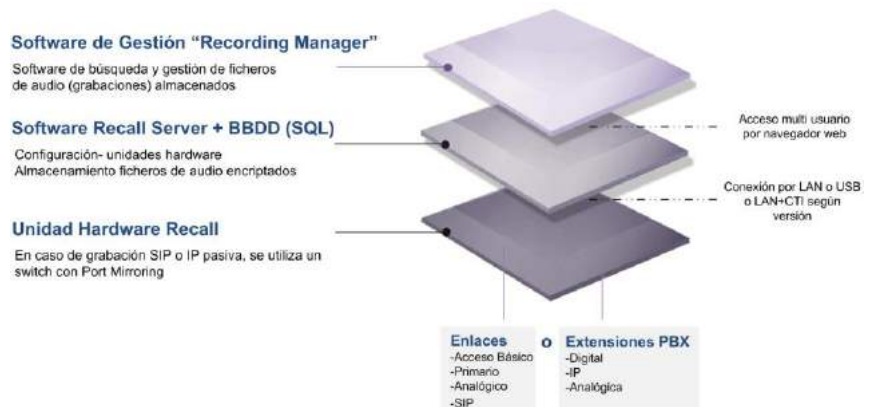 Software de Gestión “Recording Manager”
Software de búsqueda y gestión de ficheros
de audio (grabaciones) almacenados
Software Recall Server + BBDD (SQL)
Configuración- unidades hardware
Almacenamiento ficheros de audio encriptados
Unidad Hardware Recall
En caso de grabación SIP o IP pasiva, se utiliza un
switch con Port Mirroring
Acceso multi usuario
por navegador web
Conexión por LAN o USB
o LAN+CTI según
versión
Enlaces
-Acceso Básico
-Primario
-Analógico
-SIP
o
Extensiones PBX
-Digital
-IP
-Analógica